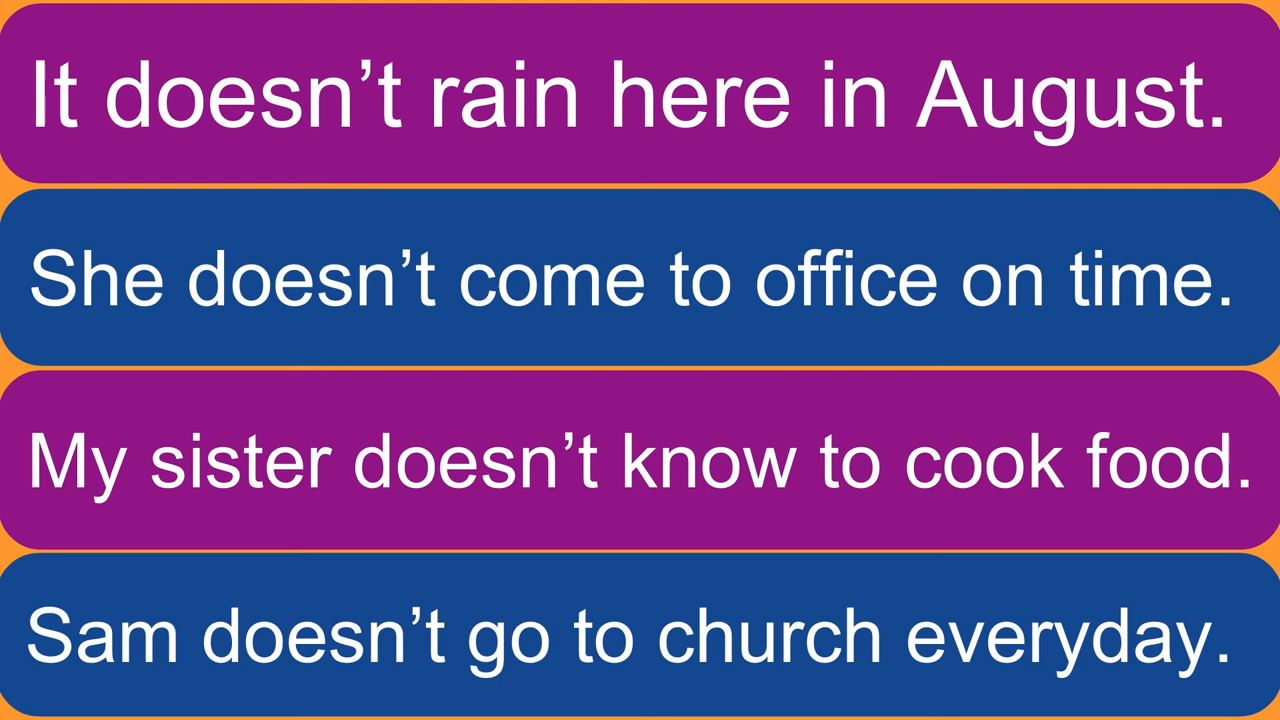 It doesn’t rain here in August.
She doesn’t come to office on time.
My sister doesn’t know to cook food.
Sam doesn’t go to church everyday.